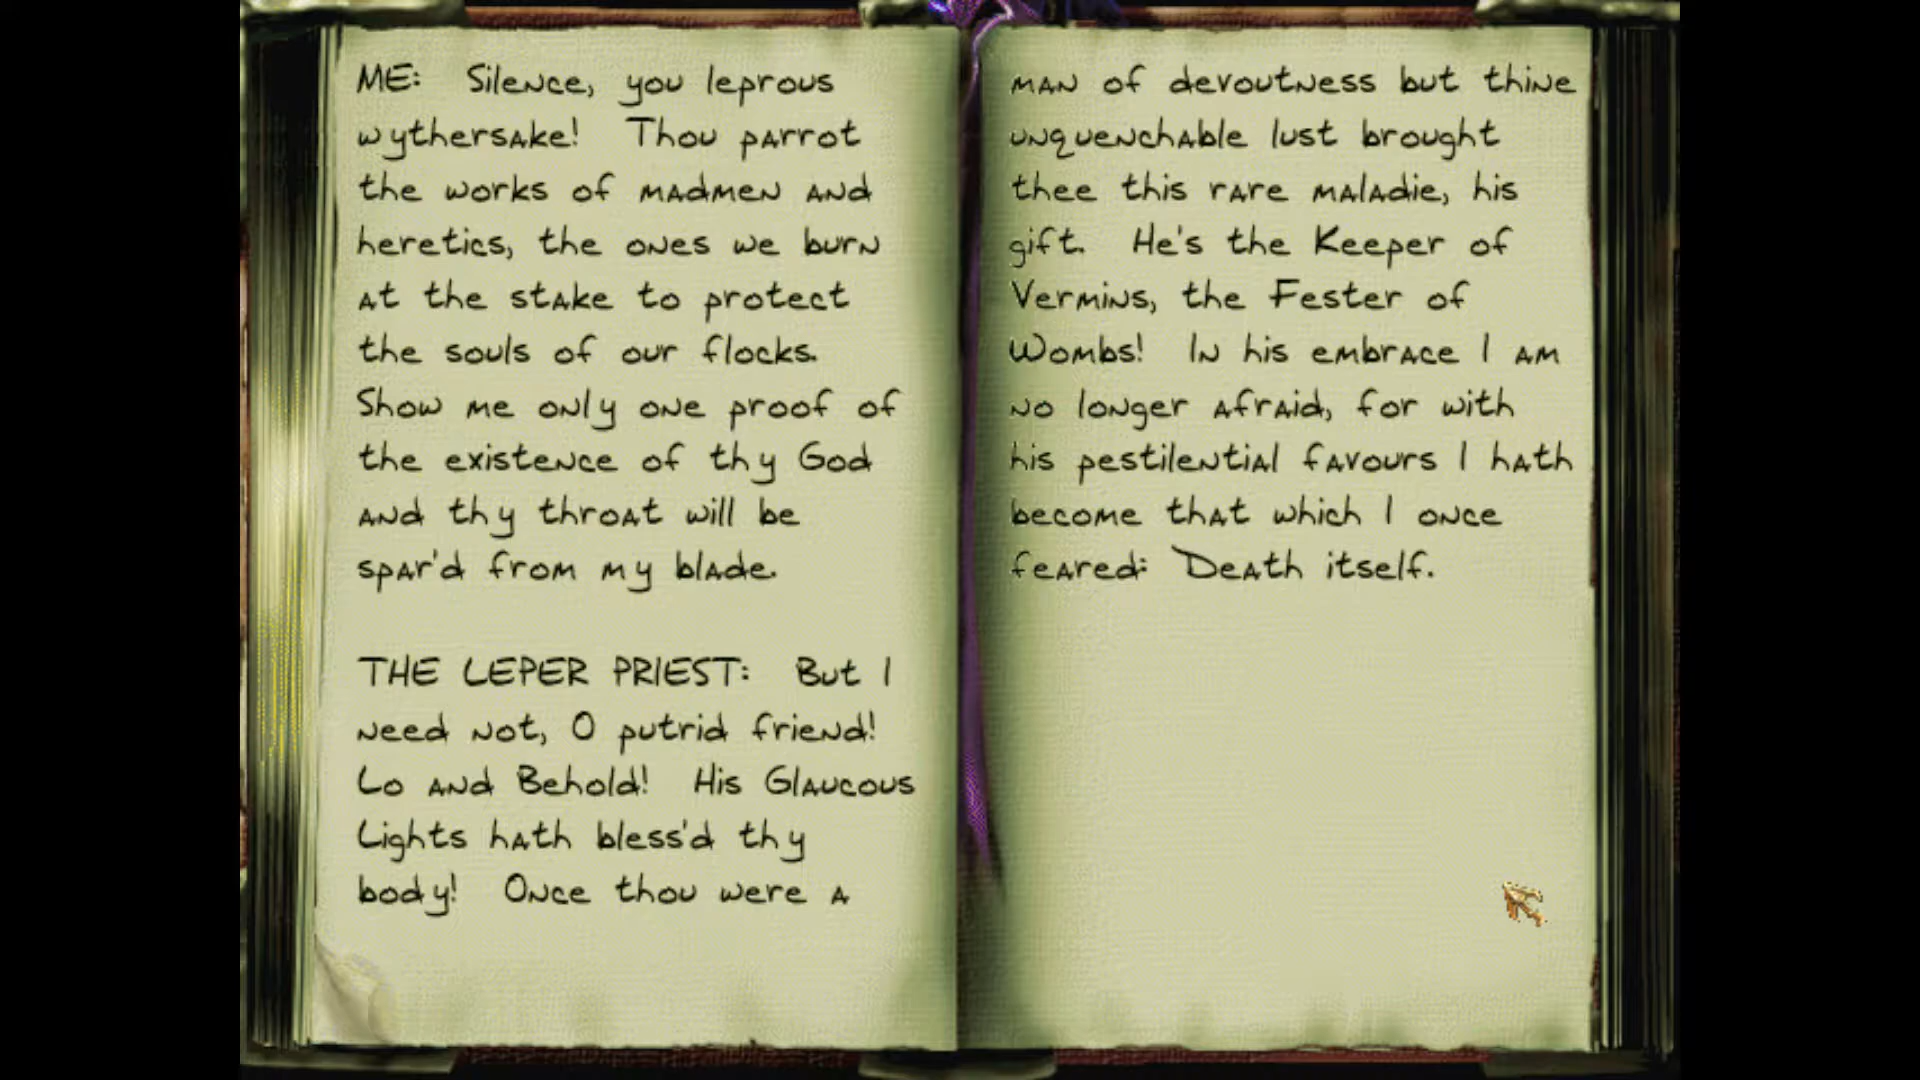 ME: Silence, you leprous
wythersake! Thou parrot
the works of madmen and
heretics, the ones we burn
at the stake to protect
the souls of our flocks.
Show me only one proof of
the existence of thy God
and thy throat will be
spar'd from my blade.
THE LEPER PRIEST: But I
need not, O putrid friend!
Lo and Behold! His Glaucous
Lights hath bless'd thy
body! Once thou were a
man of devoutness but thine
unquenchable lust brought
thee this rare maladie, his
gift. He's the Keeper of
Vermins, the Fester of
Wombs! In his embrace I am
no longer afraid, for with
his pestilential favours I hath
become that which I once
feared: Death itself.